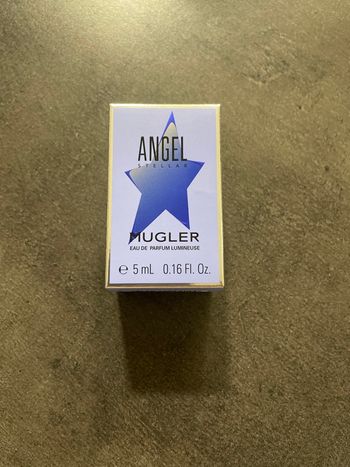 ANGEL
STELLAR
MUGLER
EAU DE PARFUM LUMINEUSE
℮ 5 mL 0.16 Fl. Oz.